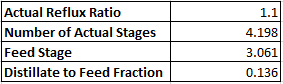 Actual Reflux Ratio 1.1
Number of Actual Stages 4.198
Feed Stage 3.061
Distillate to Feed Fraction 0.136